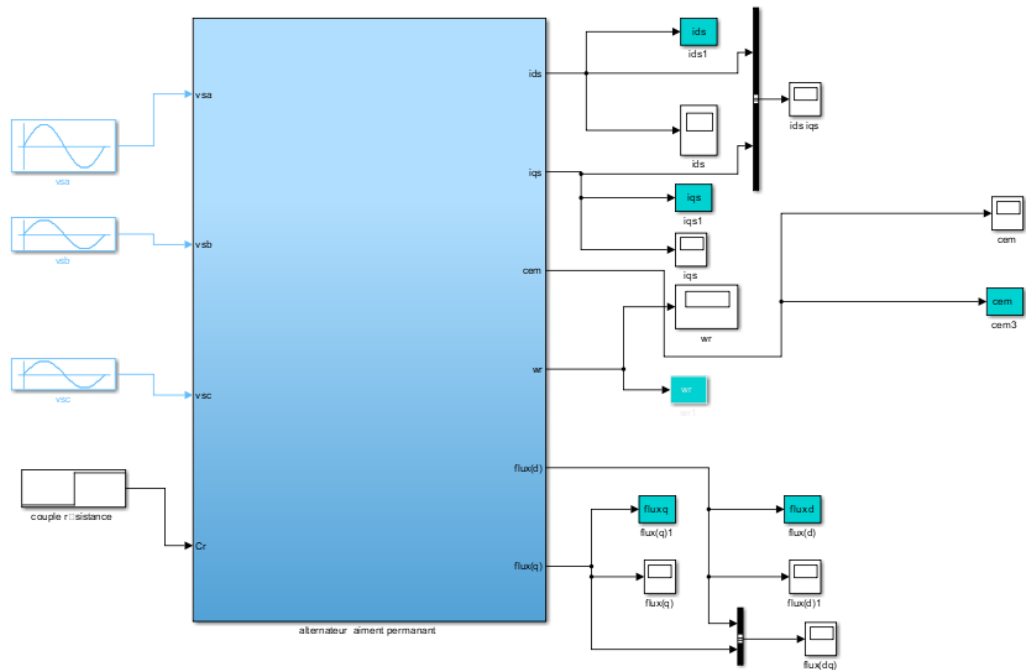 vsa
vsb
vsc
couple r□sistance
vsa
vsb
vsc
Cr
ids
iqs
cem
wr
flux(d)
flux(q)
alternateur aiment permanant
ids
ids1
ids
ids iqs
iqs
iqs1
iqs
wr
wr
wr1
cem
cem
cem3
fluxq
flux(q)1
flux(q)
fluxd
flux(d)
flux(d)1
flux(dq)